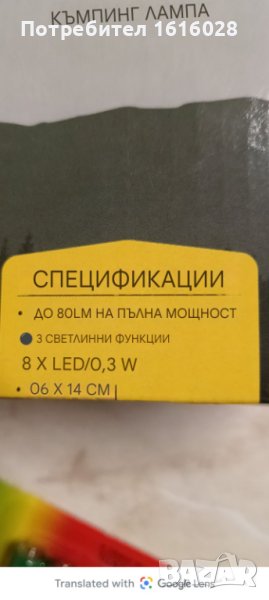 Потребител 1616028
КЪМПИНГ ЛАМПА
СПЕЦИФИКАЦИИ
• ДО 80LM НА ПЪЛНА МОЩНОСТ
● 3 СВЕТЛИННИ ФУНКЦИИ
8 X LED/0,3 W
• 06 X 14 CM |
Translated with Google Lens
bazar